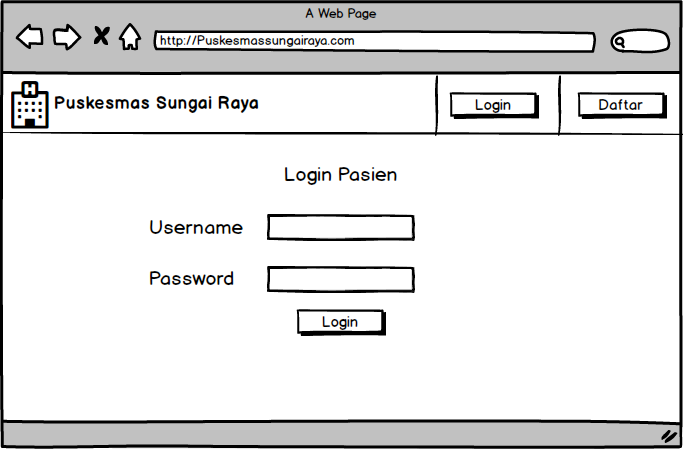 A Web Page
http://Puskesmassungairaya.com
H
Puskesmas Sungai Raya
Login
Daftar
Login Pasien
Username
Password
Login